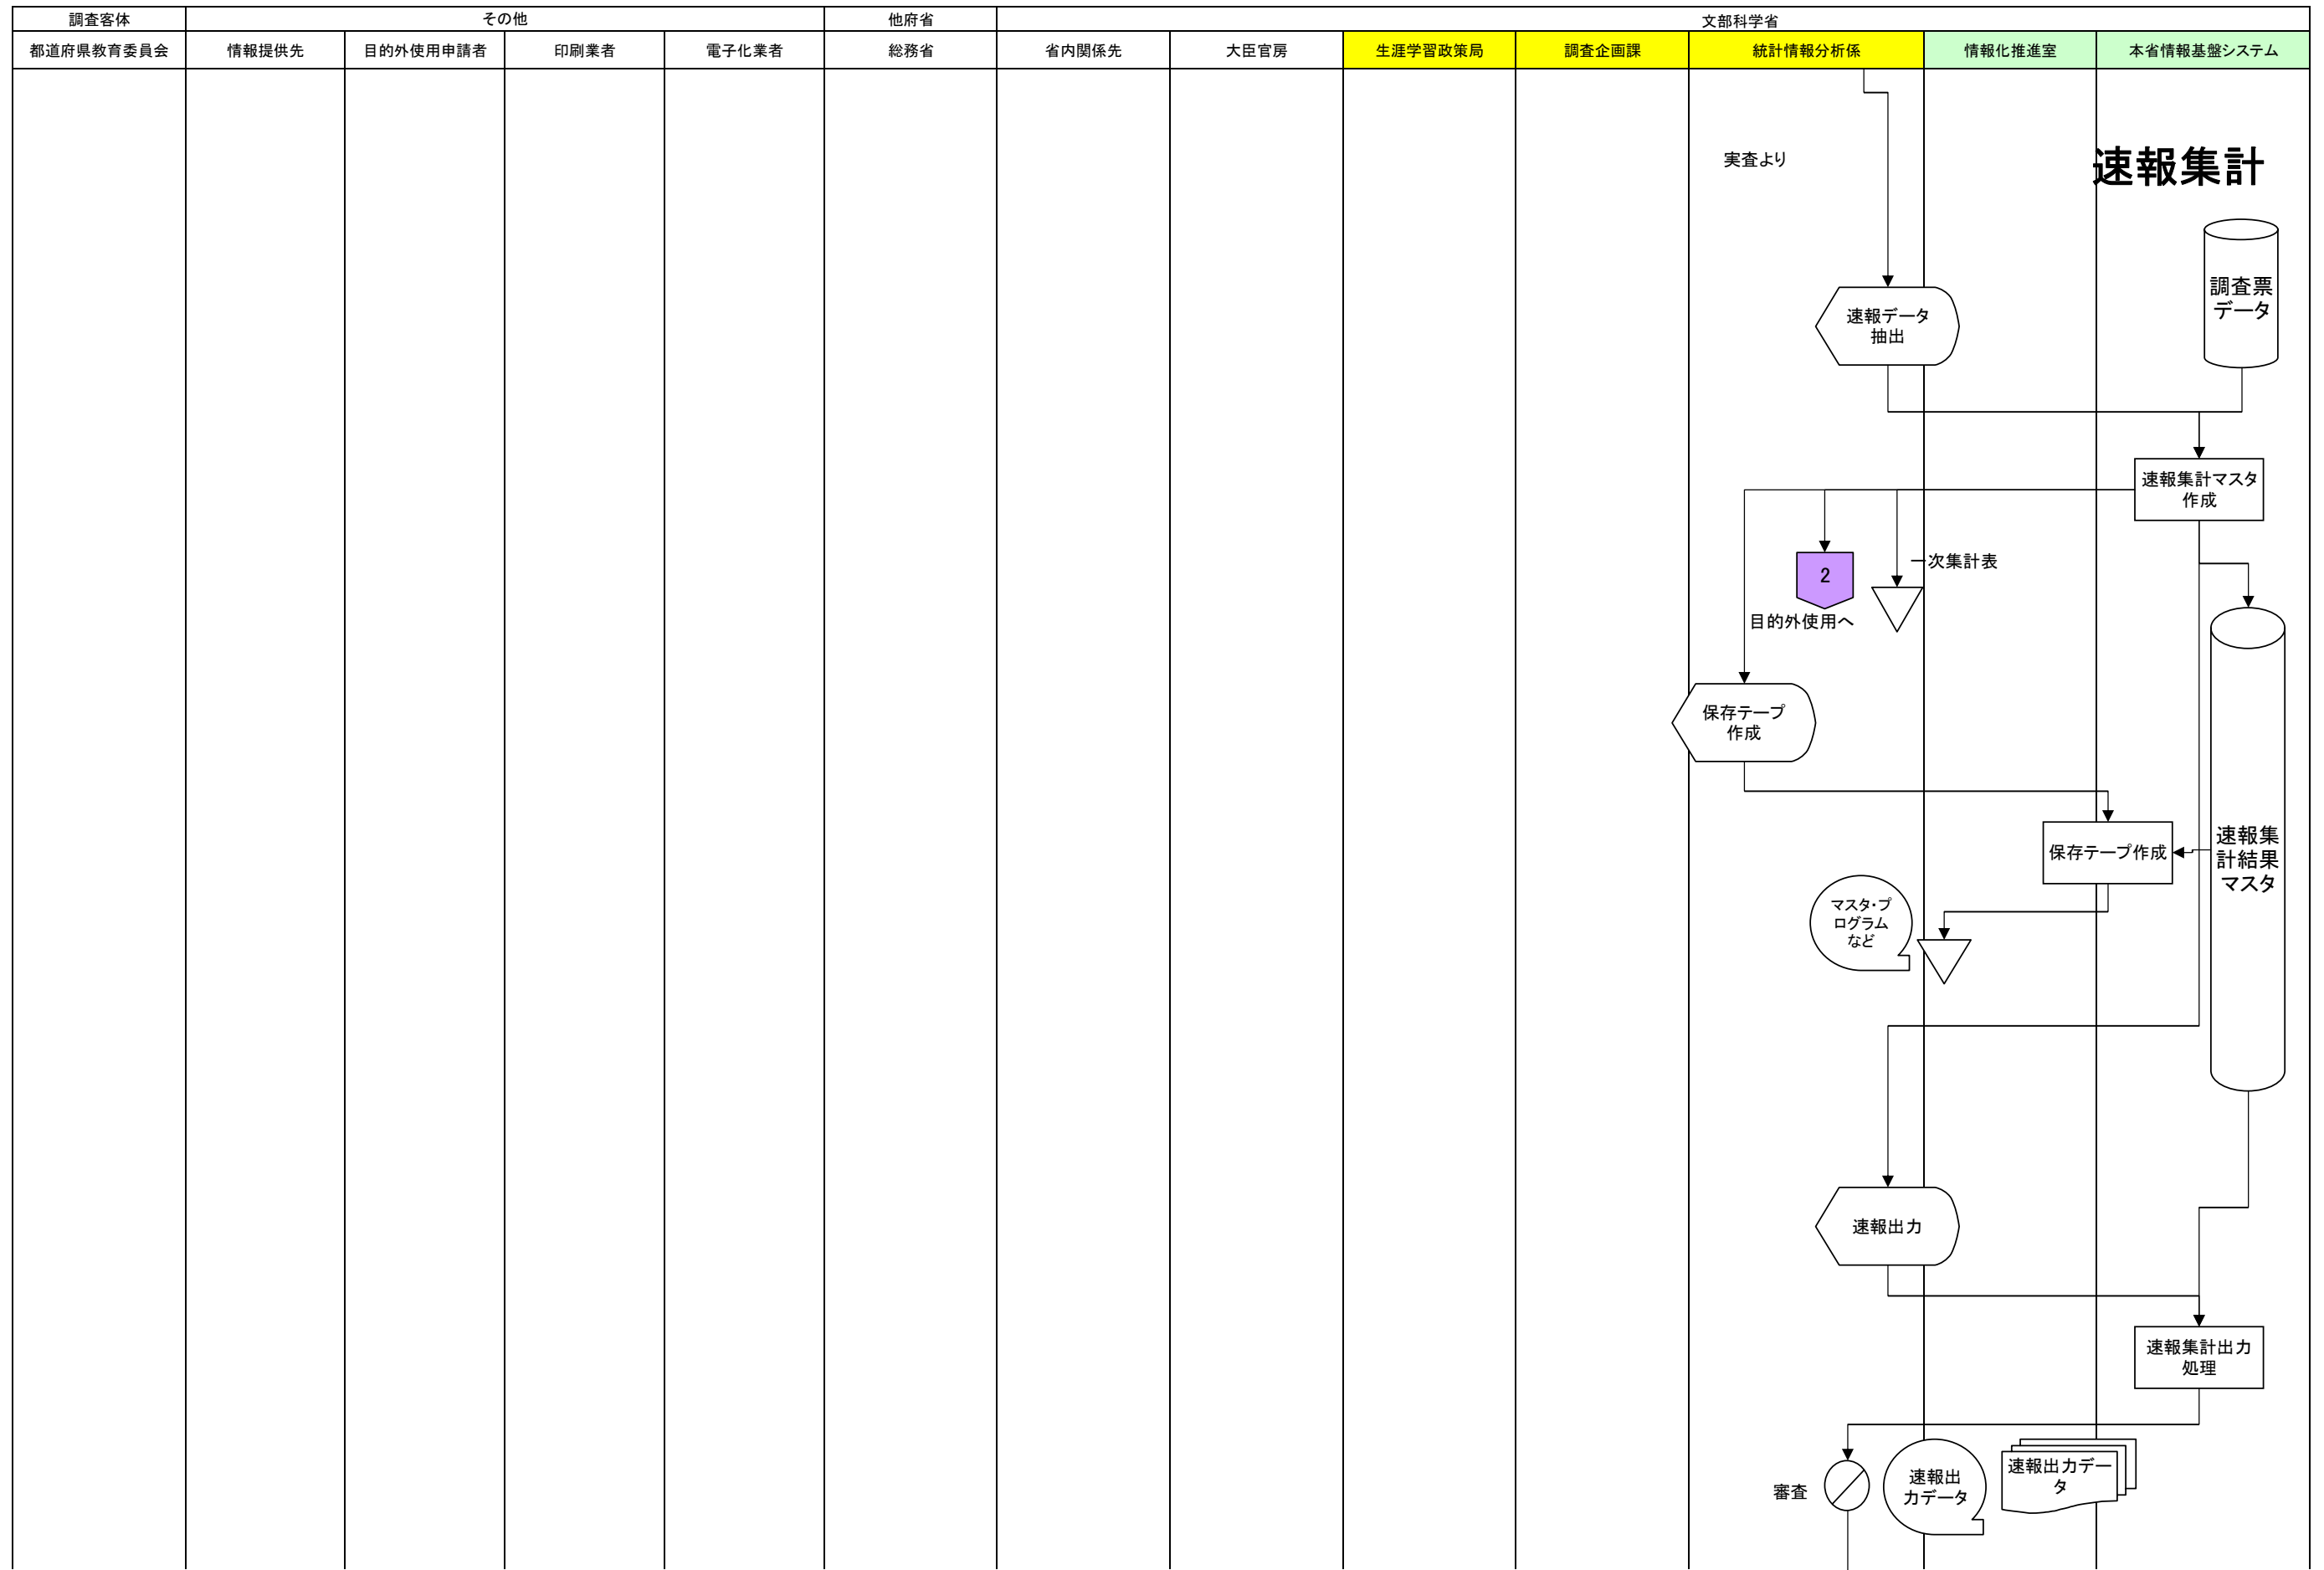 調査客体
その他
他府省
文部科学省
都道府県教育委員会
情報提供先
目的外使用申請者
印刷業者
電子化業者
総務省
省内関係先
大臣官房
生涯学習政策局
調査企画課
統計情報分析係
情報化推進室
本省情報基盤システム
実査より
速報集計
調査票
データ
速報データ
抽出
速報集計マスタ
作成
2
一次集計表
目的外使用へ
保存テープ
作成
保存テープ作成
速報集
計結果
マスタ
マスタ・プ
ログラム
など
速報出力
速報集計出力
処理
審査
速報出
力データ
速報出力デー
タ